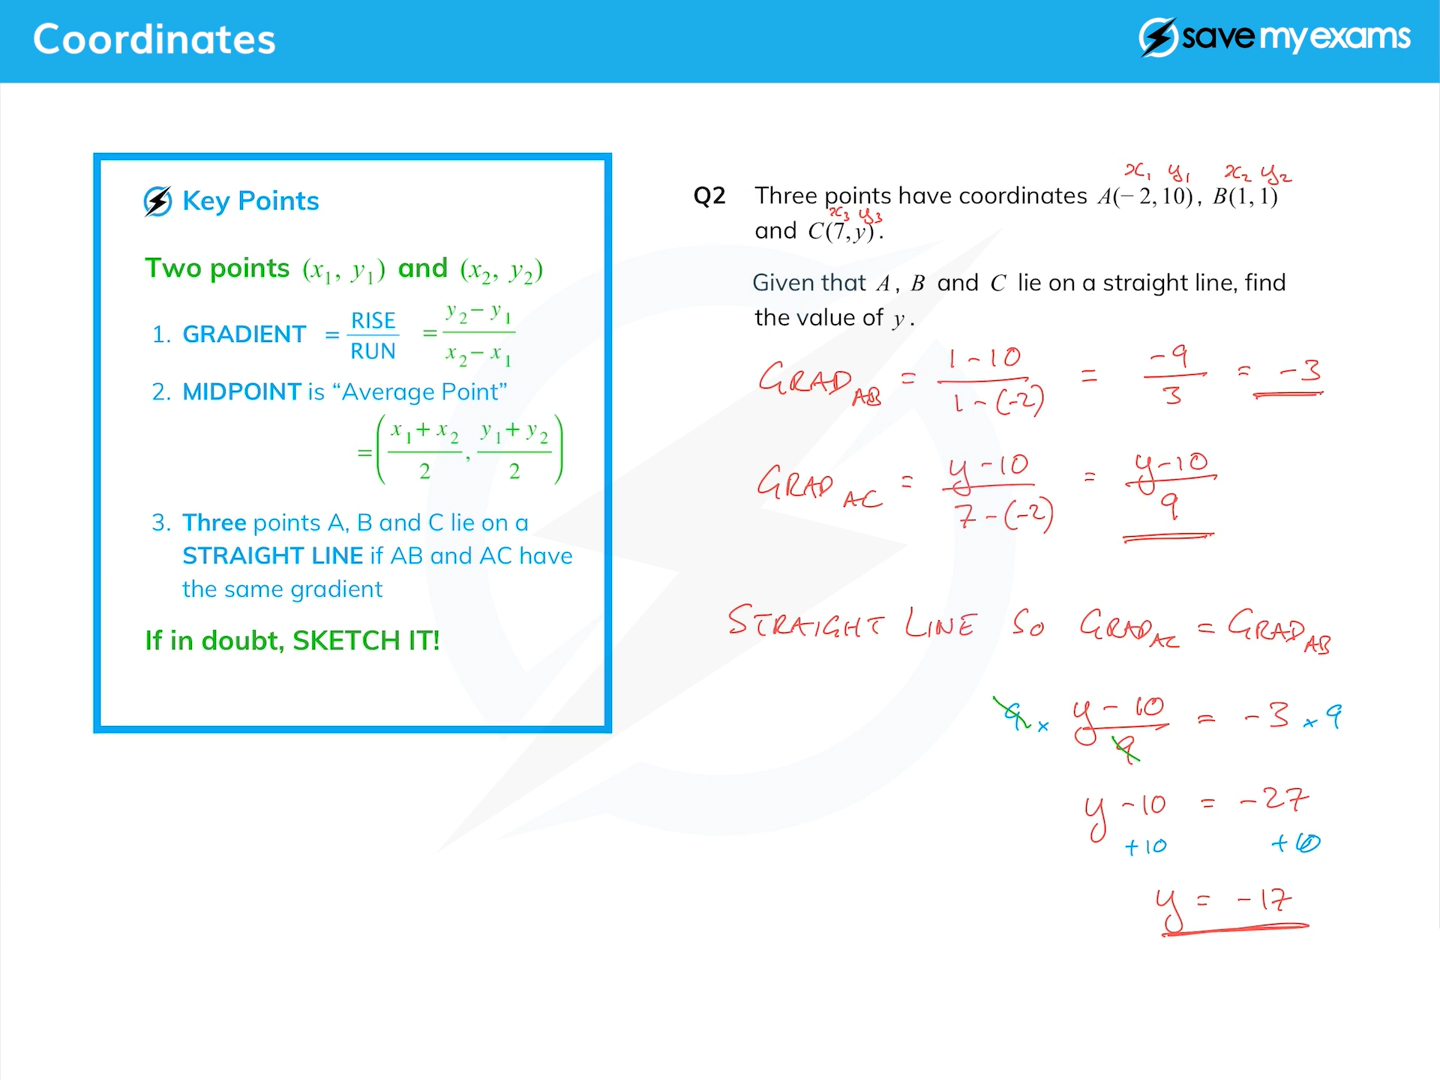 Coordinates
save my exams
Key Points
Two points (x₁, y₁) and (x₂, y₂)
1. GRADIENT = RISE/RUN = (y₂ − y₁)/(x₂ − x₁)
2. MIDPOINT is “Average Point”
= ((x₁ + x₂)/2, (y₁ + y₂)/2)
3. Three points A, B and C lie on a
STRAIGHT LINE if AB and AC have
the same gradient
If in doubt, SKETCH IT!
x₁ y₁ x₂ y₂
Q2 Three points have coordinates A(− 2, 10), B(1, 1)
x₃ y₃
and C(7, y).
Given that A, B and C lie on a straight line, find
the value of y.
GRAD AB = (1 − 10)/(1 − (−2)) = −9/3 = −3
GRAD AC = (y − 10)/(7 − (−2)) = (y − 10)/9
STRAIGHT LINE SO GRAD AC = GRAD AB
9 × (y − 10)/9 = −3 × 9
y − 10 = −27
+10 +10
y = −17